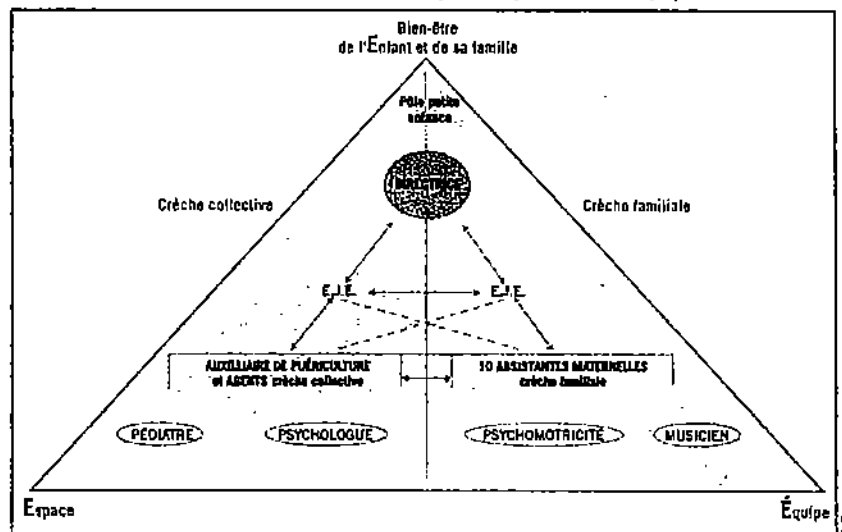 Bien-être
de l'Enfant et de sa famille
Pôle petite
enfance
DIRECTRICE
Crèche collective
Crèche familiale
E.J.E.
E.J.E.
AUXILIAIRE DE PUÉRICULTURE
et AGENTS crèche collective
10 ASSISTANTES MATERNELLES
crèche familiale
PÉDIATRE
PSYCHOLOGUE
PSYCHOMOTRICITÉ
MUSICIEN
Espace
Équipe